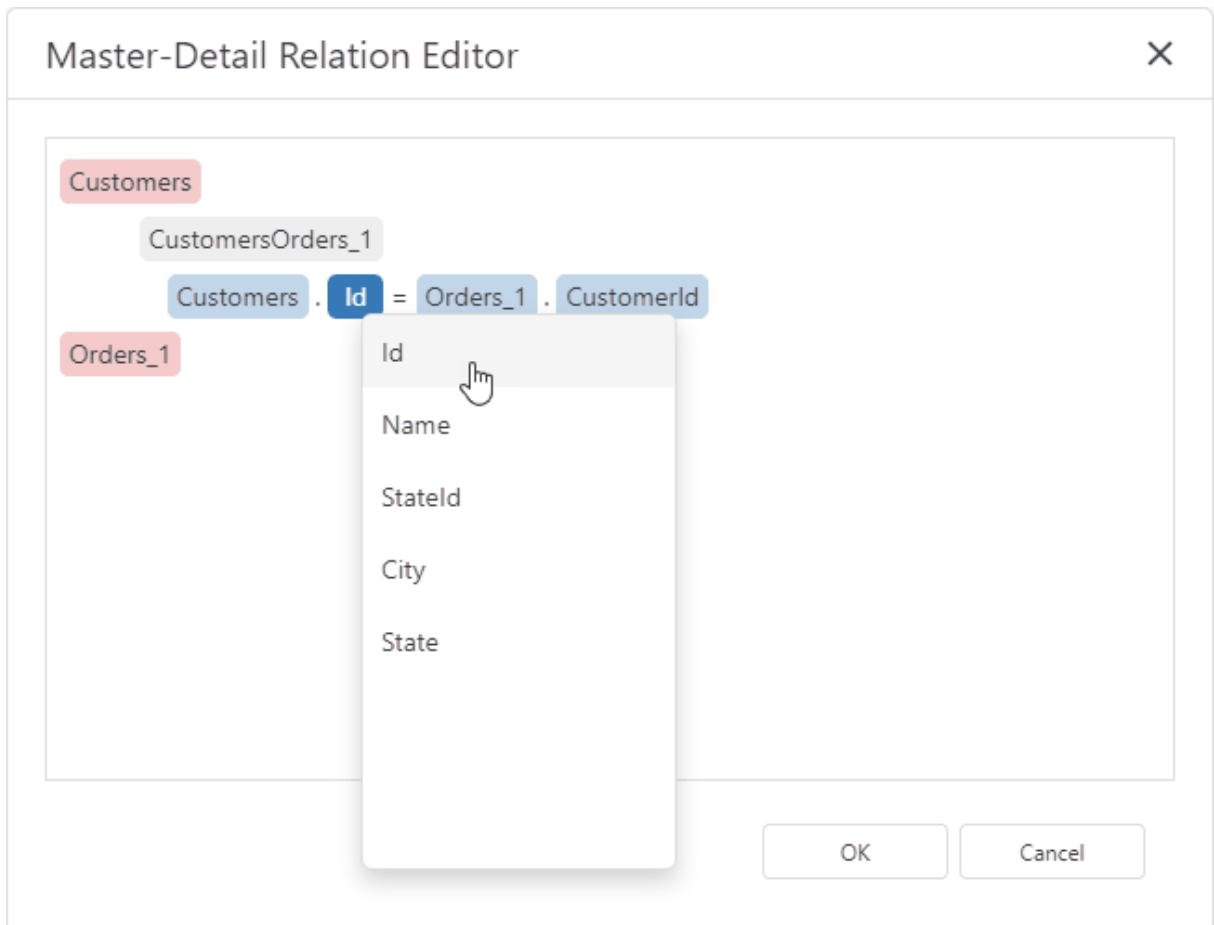 Master-Detail Relation Editor
Customers
CustomersOrders_1
Customers . Id = Orders_1 . CustomerId
Orders_1
Id
Name
StateId
City
State
OK Cancel